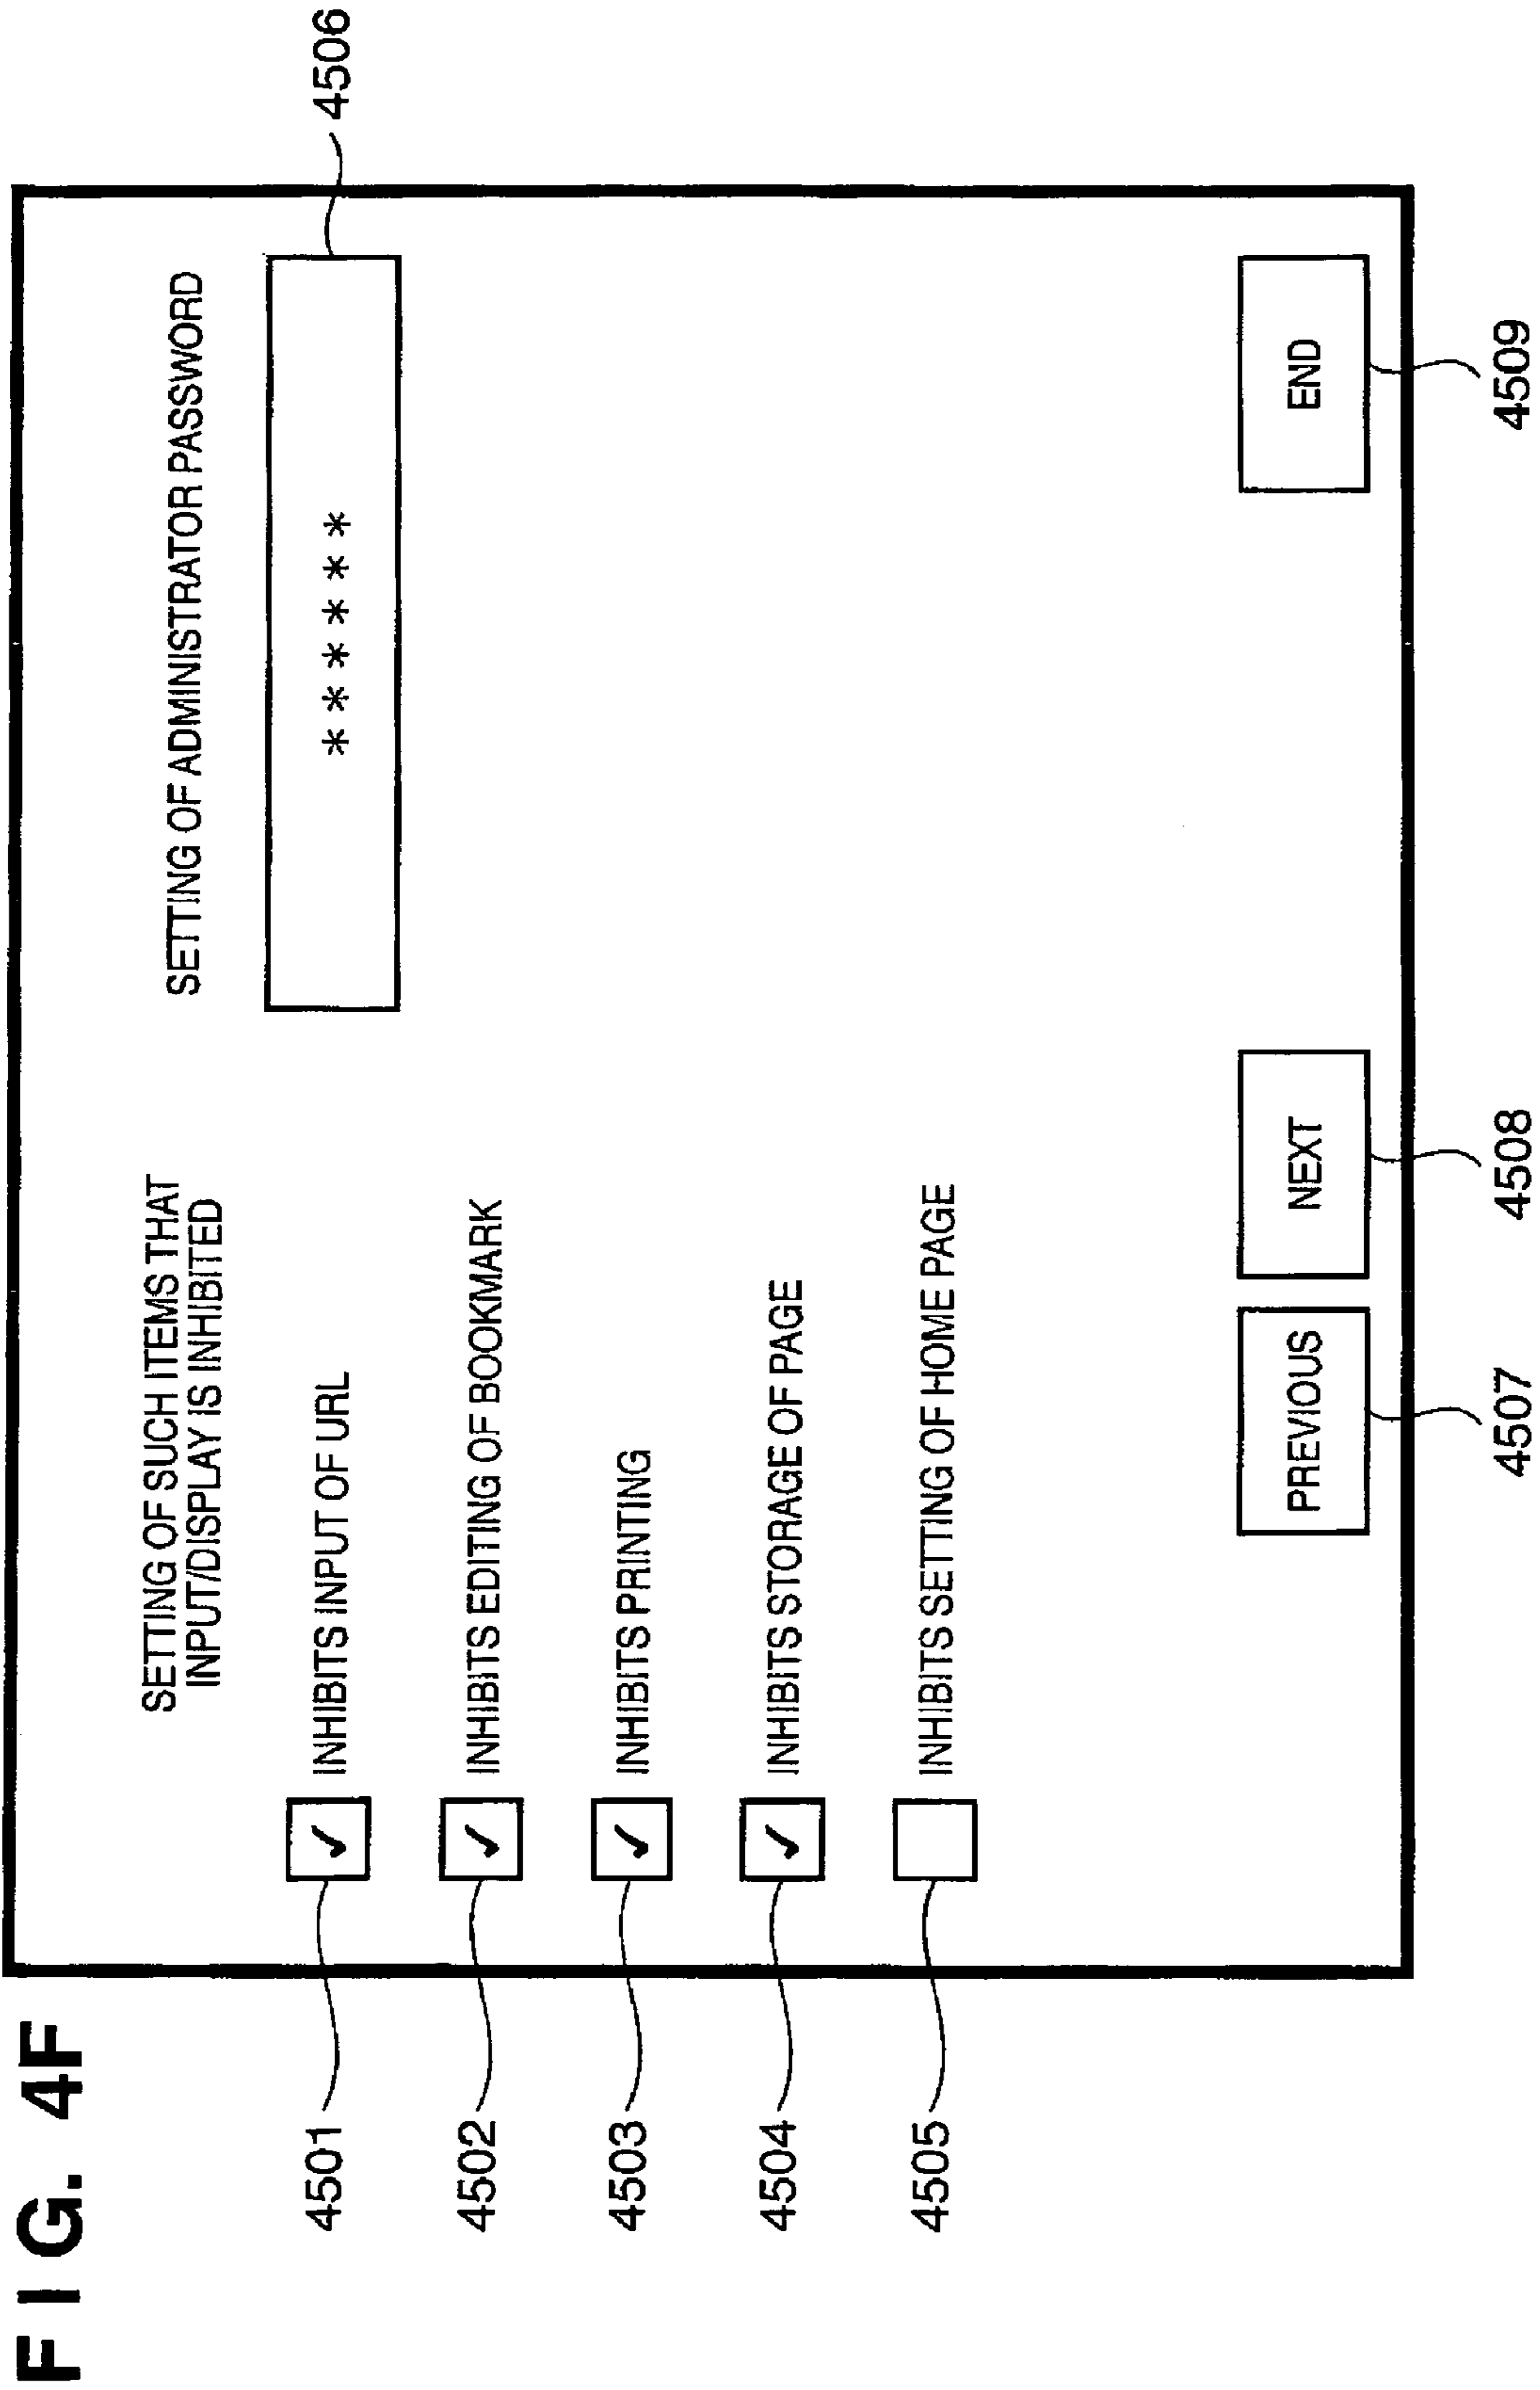 FIG. 4F
SETTING OF SUCH ITEMS THAT
INPUT/DISPLAY IS INHIBITED
4501
✓
INHIBITS INPUT OF URL
4502
✓
INHIBITS EDITING OF BOOKMARK
4503
✓
INHIBITS PRINTING
4504
✓
INHIBITS STORAGE OF PAGE
4505
INHIBITS SETTING OF HOME PAGE
SETTING OF ADMINISTRATOR PASSWORD
******
4506
PREVIOUS
NEXT
END
4507
4508
4509